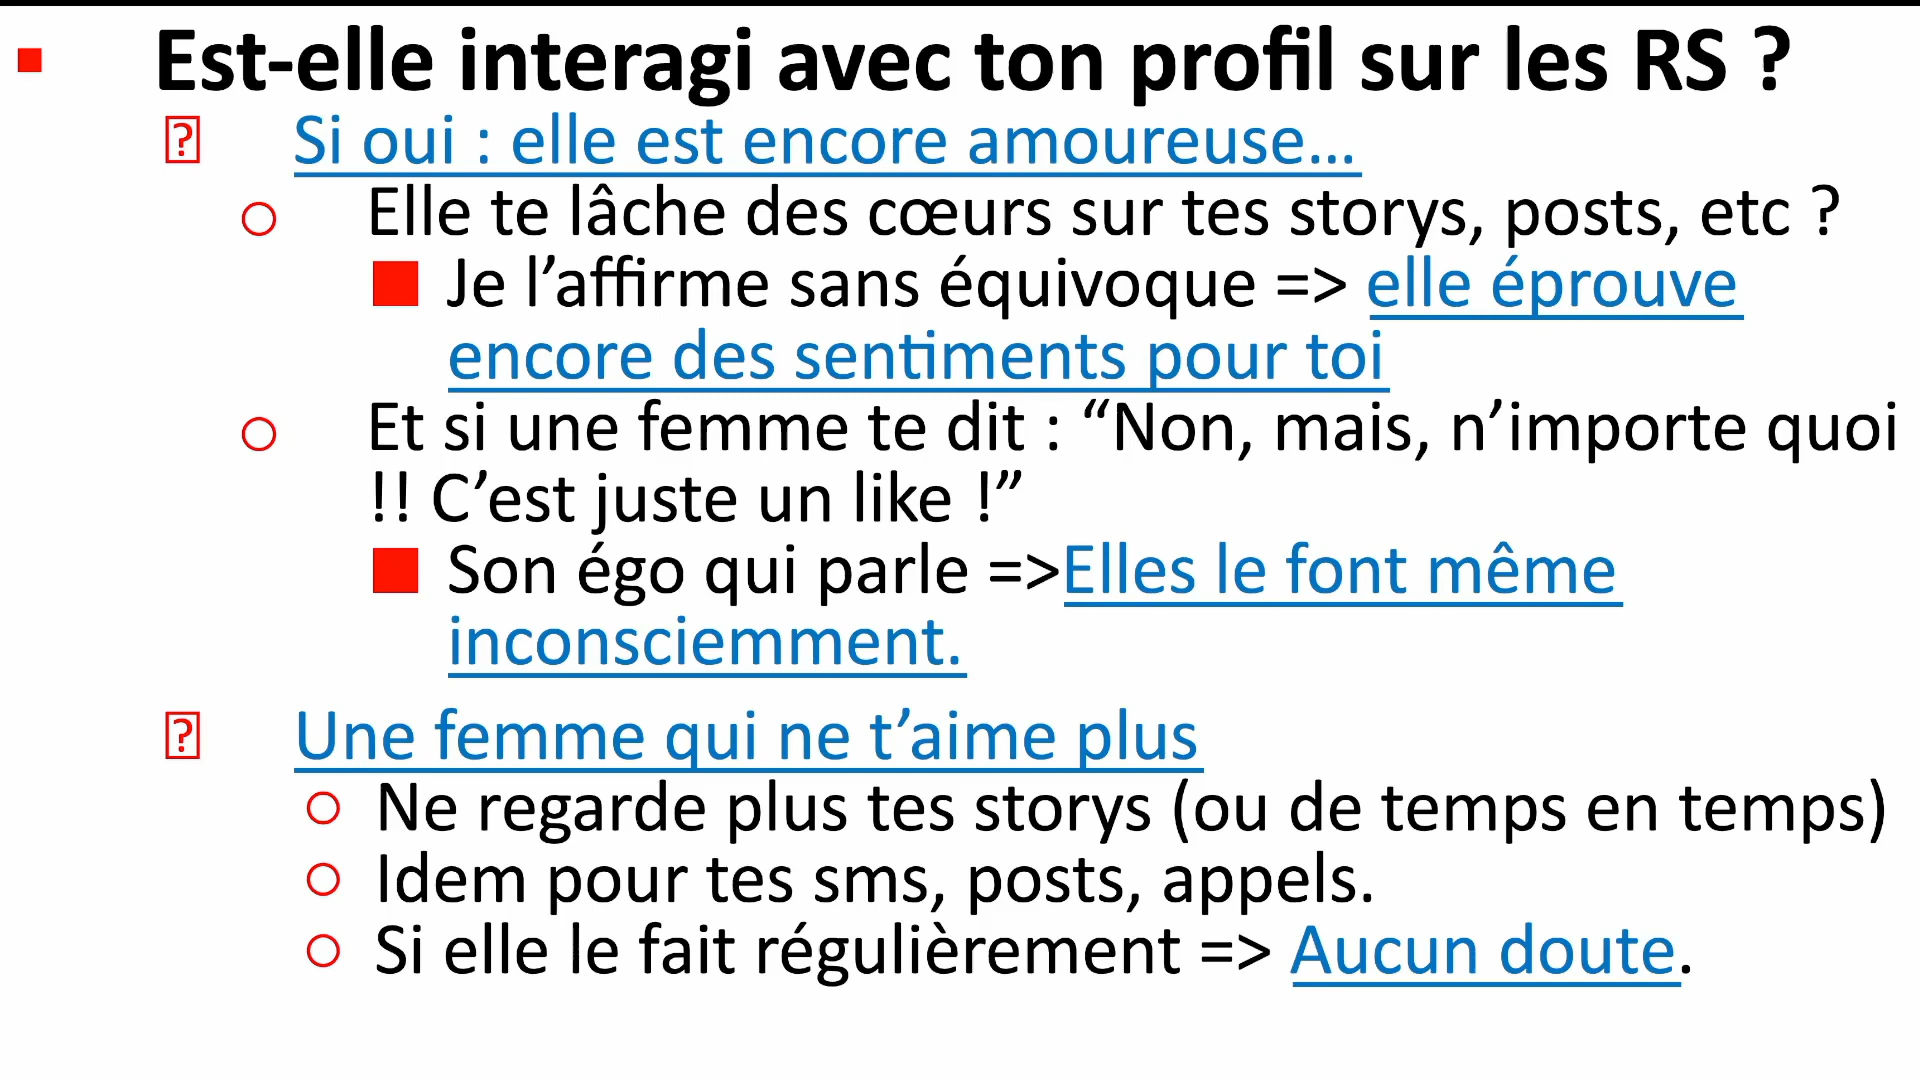 Est-elle interagi avec ton profil sur les RS ?
Si oui : elle est encore amoureuse…
Elle te lâche des cœurs sur tes storys, posts, etc ?
Je l’affirme sans équivoque => elle éprouve
encore des sentiments pour toi
Et si une femme te dit : “Non, mais, n’importe quoi
!! C’est juste un like !”
Son égo qui parle =>Elles le font même
inconsciemment.
Une femme qui ne t’aime plus
Ne regarde plus tes storys (ou de temps en temps)
Idem pour tes sms, posts, appels.
Si elle le fait régulièrement => Aucun doute.